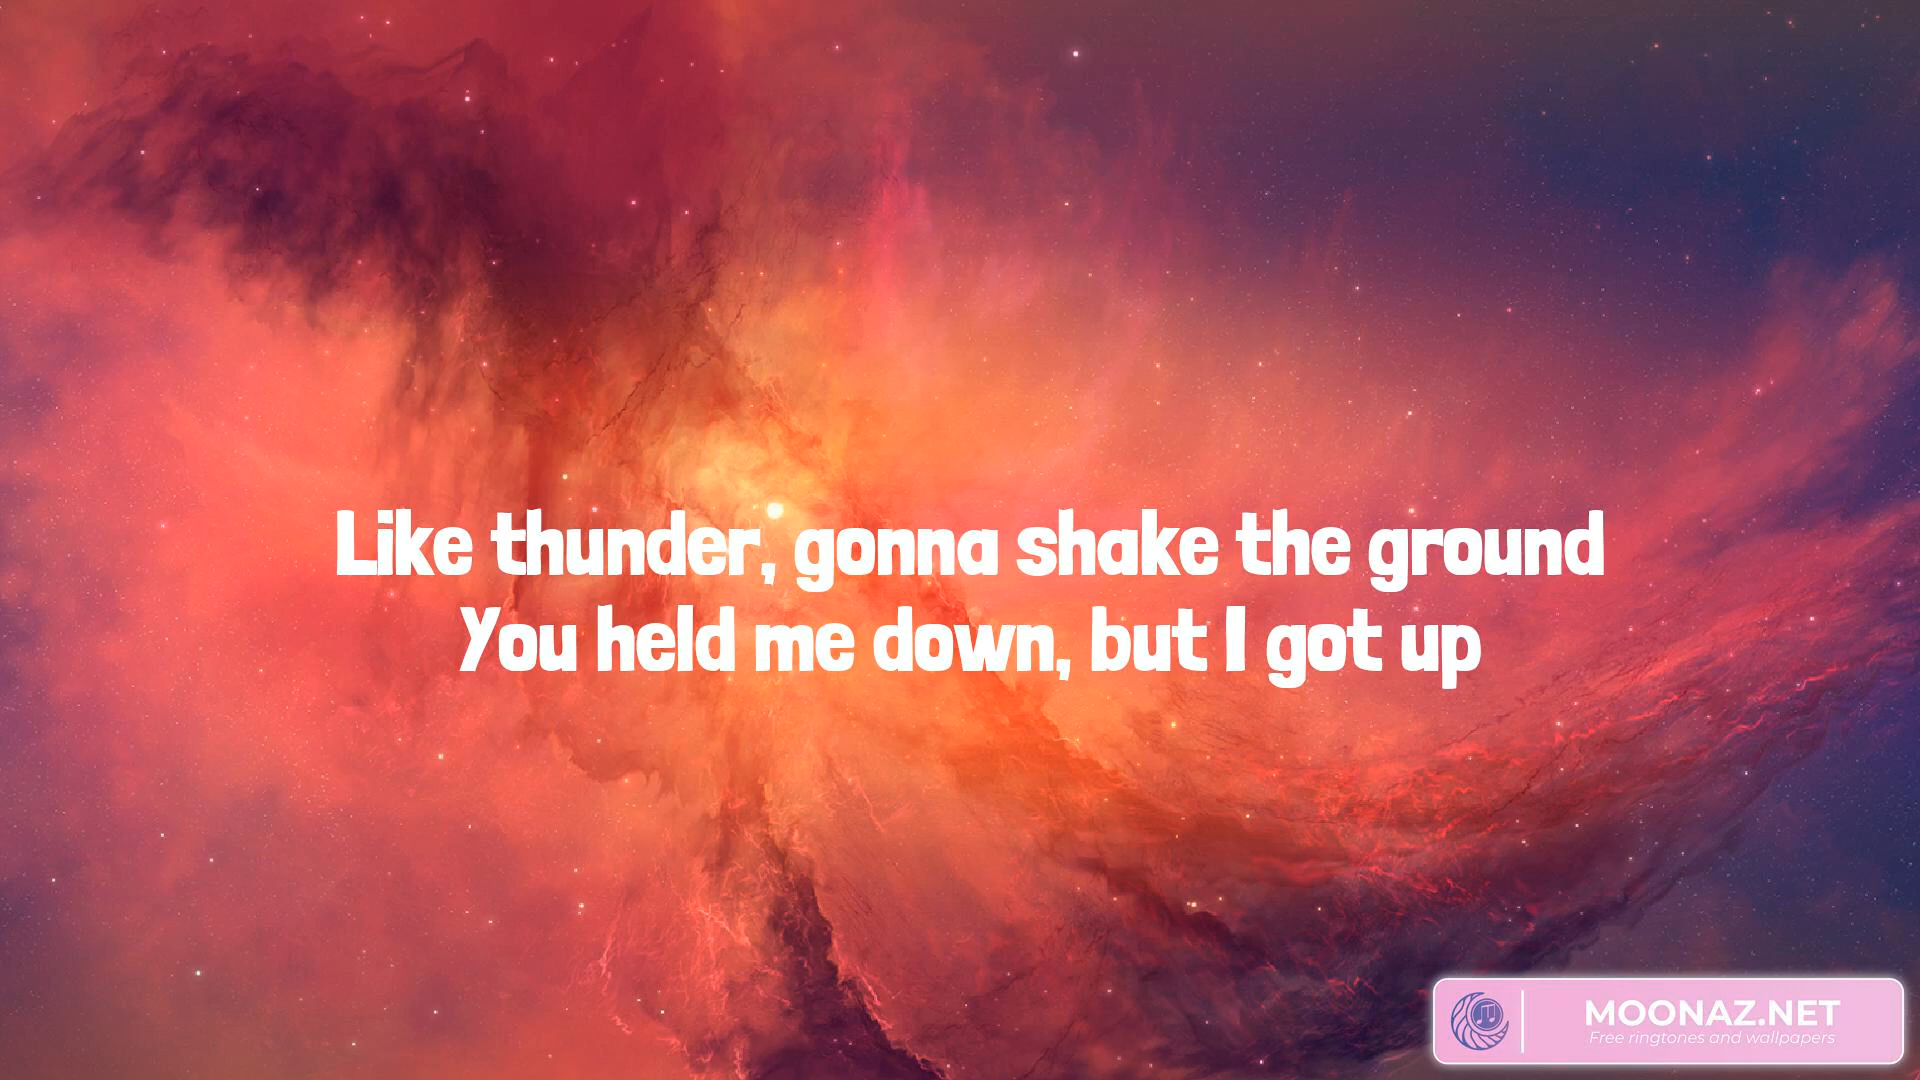 Like thunder, gonna shake the ground
You held me down, but I got up
MOONAZ.NET
Free ringtones and wallpapers